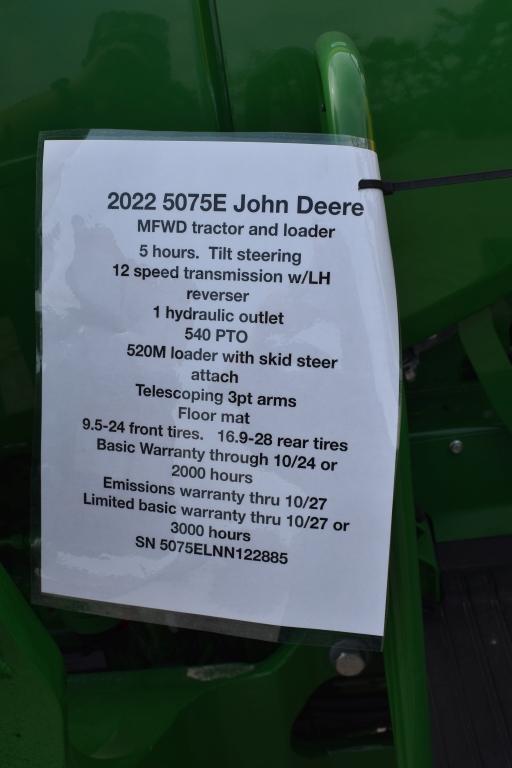 2022 5075E John Deere
MFWD tractor and loader
5 hours. Tilt steering
12 speed transmission w/LH
reverser
1 hydraulic outlet
540 PTO
520M loader with skid steer
attach
Telescoping 3pt arms
Floor mat
9.5-24 front tires. 16.9-28 rear tires
Basic Warranty through 10/24 or
2000 hours
Emissions warranty thru 10/27
Limited basic warranty thru 10/27 or
3000 hours
SN 5075ELNN122885